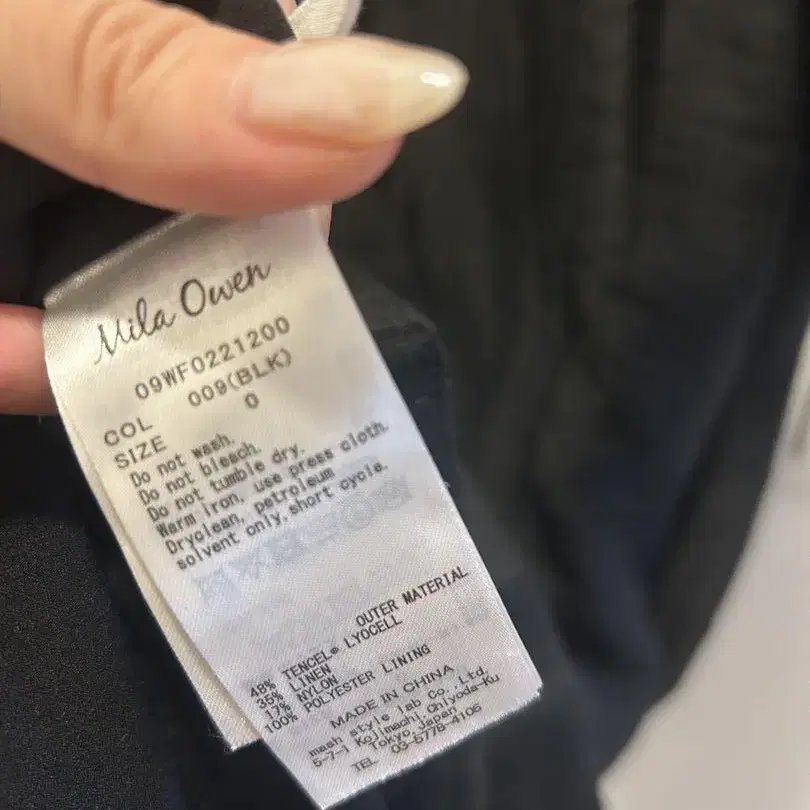 Mila Owen
09WF0221200
COL 009(BLK)
SIZE 0
Do not wash.
Do not bleach.
Do not tumble dry.
Warm iron, use press cloth.
Dryclean, petroleum
solvent only,short cycle.
OUTER MATERIAL
48% TENCEL® LYOCELL
35% LINEN
17% NYLON
100% POLYESTER LINING
MADE IN CHINA
mash style lab Co., Ltd.
5-7-1 Kojimachi, Chiyoda-Ku
Tokyo, Japan
TEL 03-5778-4106